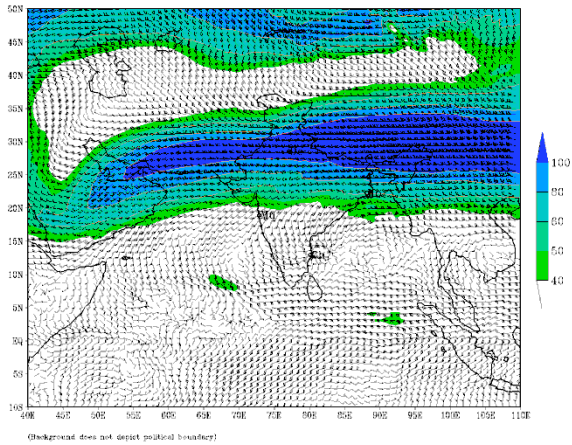 50N
45N
40N
35N
30N
25N
20N
15N
10N
5N
EQ
5S
10S
40E 45E 50E 55E 60E 65E 70E 75E 80E 85E 90E 95E 100E 105E 110E
100
80
60
50
40
(Background does not depict political boundary)